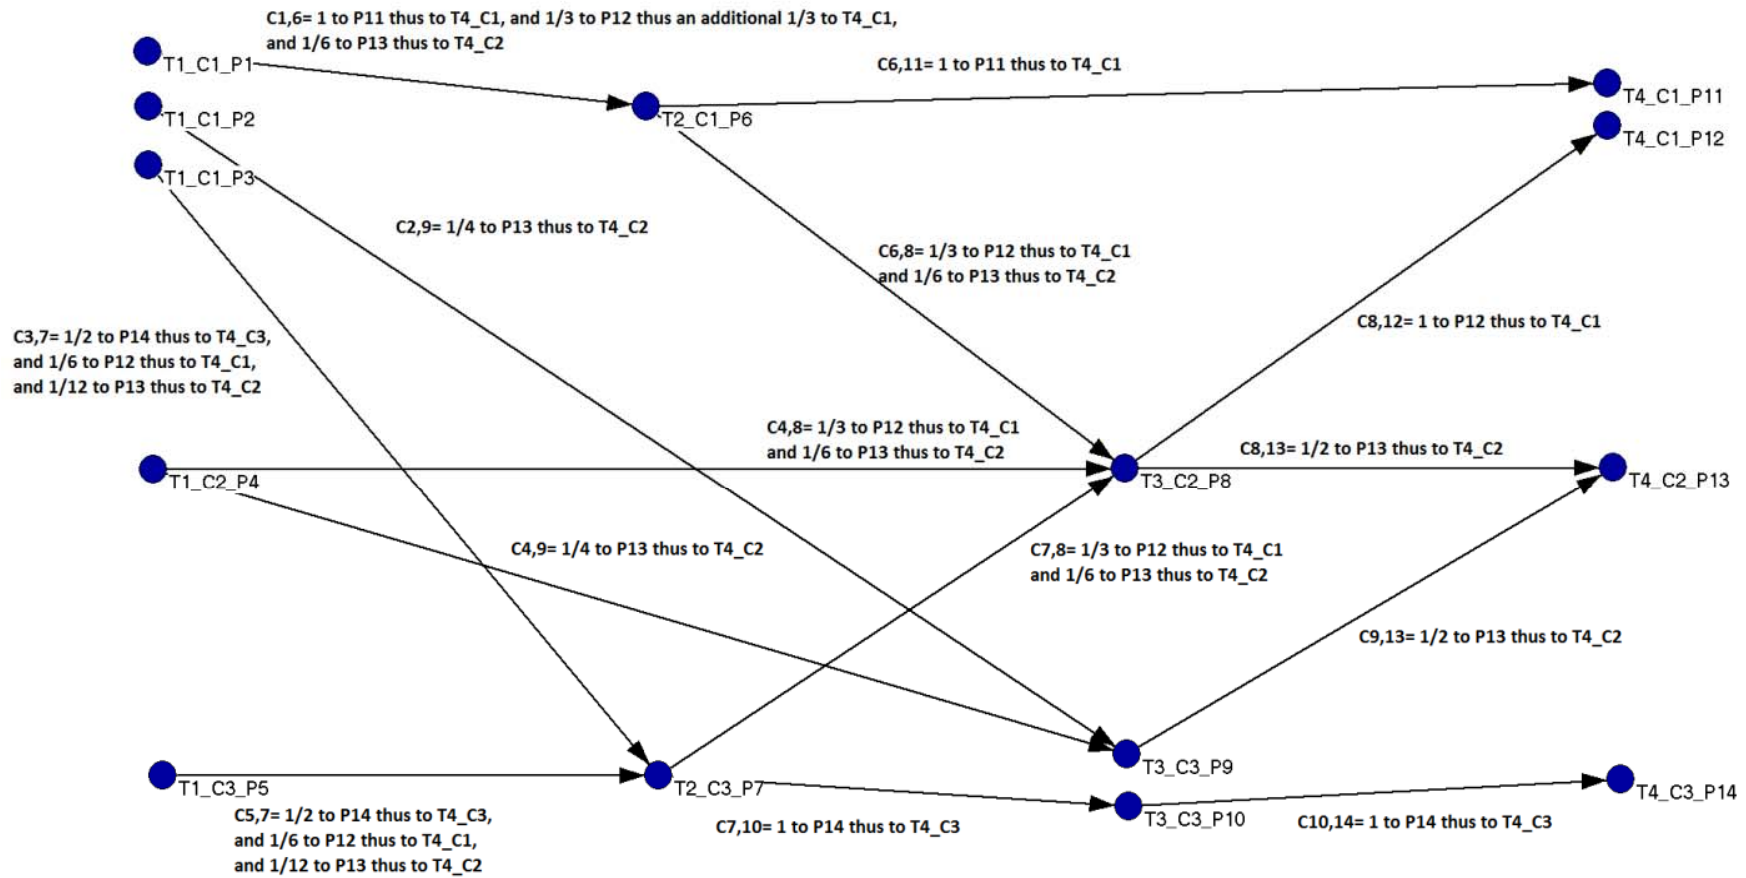 C1,6= 1 to P11 thus to T4_C1, and 1/3 to P12 thus an additional 1/3 to T4_C1,
and 1/6 to P13 thus to T4_C2
T1_C1_P1
C6,11= 1 to P11 thus to T4_C1
T4_C1_P11
T1_C1_P2
T2_C1_P6
T4_C1_P12
T1_C1_P3
C2,9= 1/4 to P13 thus to T4_C2
C6,8= 1/3 to P12 thus to T4_C1
and 1/6 to P13 thus to T4_C2
C8,12= 1 to P12 thus to T4_C1
C3,7= 1/2 to P14 thus to T4_C3,
and 1/6 to P12 thus to T4_C1,
and 1/12 to P13 thus to T4_C2
C4,8= 1/3 to P12 thus to T4_C1
and 1/6 to P13 thus to T4_C2
C8,13= 1/2 to P13 thus to T4_C2
T1_C2_P4
T3_C2_P8
T4_C2_P13
C4,9= 1/4 to P13 thus to T4_C2
C7,8= 1/3 to P12 thus to T4_C1
and 1/6 to P13 thus to T4_C2
C9,13= 1/2 to P13 thus to T4_C2
T3_C3_P9
T1_C3_P5
T2_C3_P7
T4_C3_P14
C5,7= 1/2 to P14 thus to T4_C3,
and 1/6 to P12 thus to T4_C1,
and 1/12 to P13 thus to T4_C2
C7,10= 1 to P14 thus to T4_C3
T3_C3_P10
C10,14= 1 to P14 thus to T4_C3